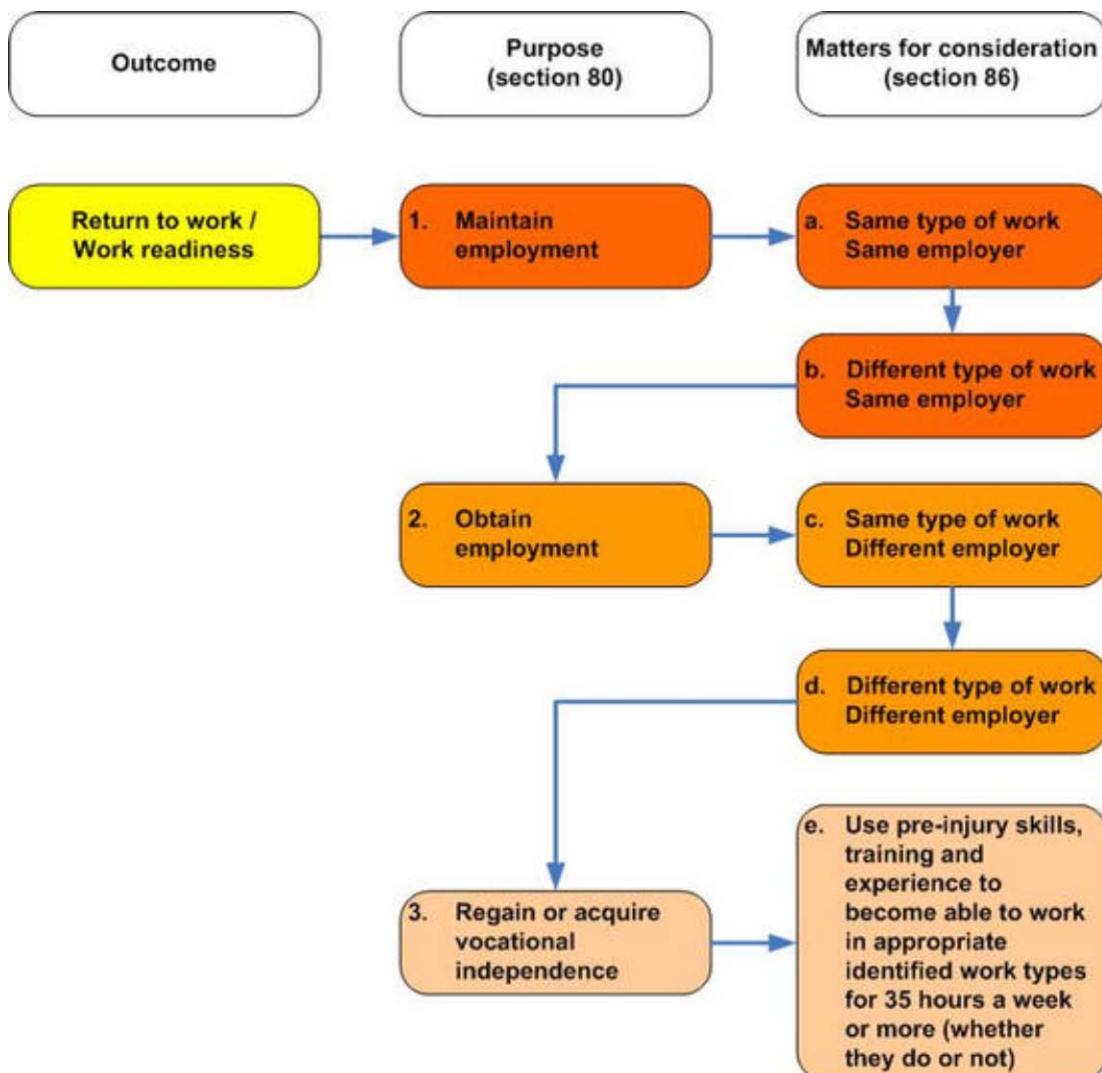 Outcome
Purpose
(section 80)
Matters for consideration
(section 86)
Return to work /
Work readiness
1. Maintain
employment
a. Same type of work
Same employer
b. Different type of work
Same employer
2. Obtain
employment
c. Same type of work
Different employer
d. Different type of work
Different employer
3. Regain or acquire
vocational
independence
e. Use pre-injury skills,
training and
experience to
become able to work
in appropriate
identified work types
for 35 hours a week
or more (whether
they do or not)